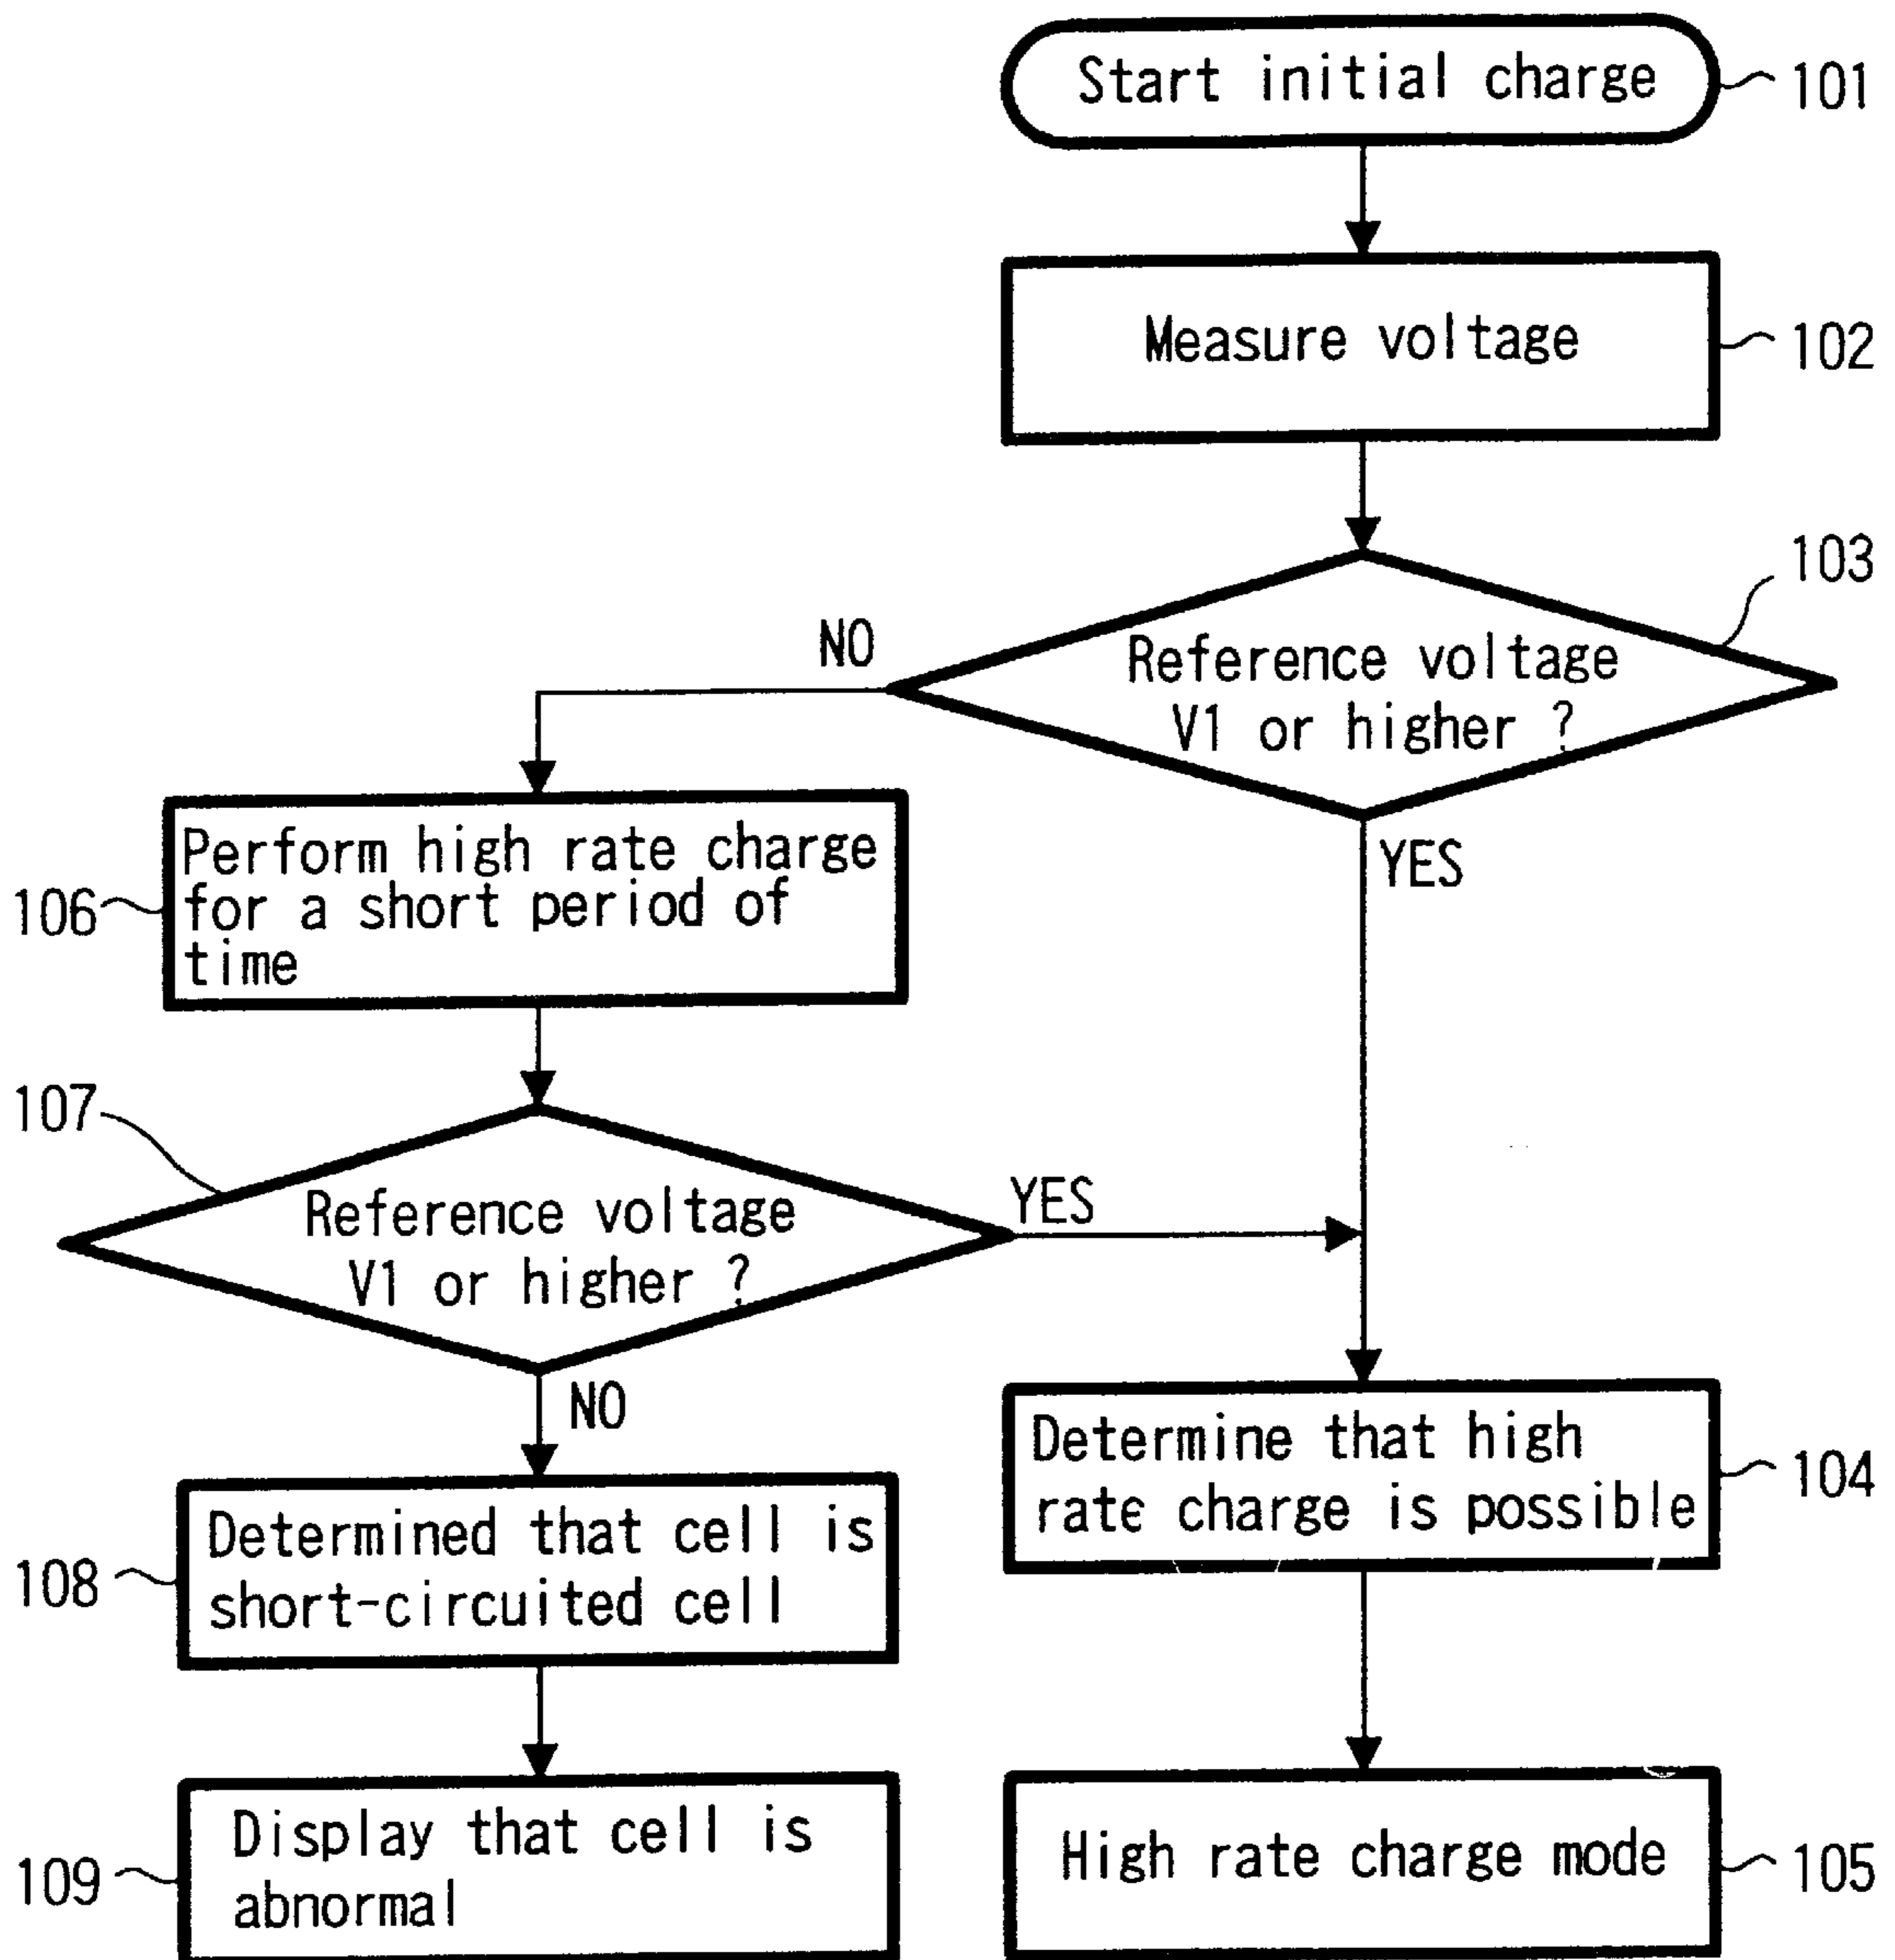 Start initial charge
101
Measure voltage
102
103
Reference voltage
V1 or higher ?
NO
YES
Perform high rate charge
for a short period of
time
106
107
Reference voltage
V1 or higher ?
YES
NO
Determine that high
rate charge is possible
104
Determined that cell is
short-circuited cell
108
Display that cell is
abnormal
109
High rate charge mode
105